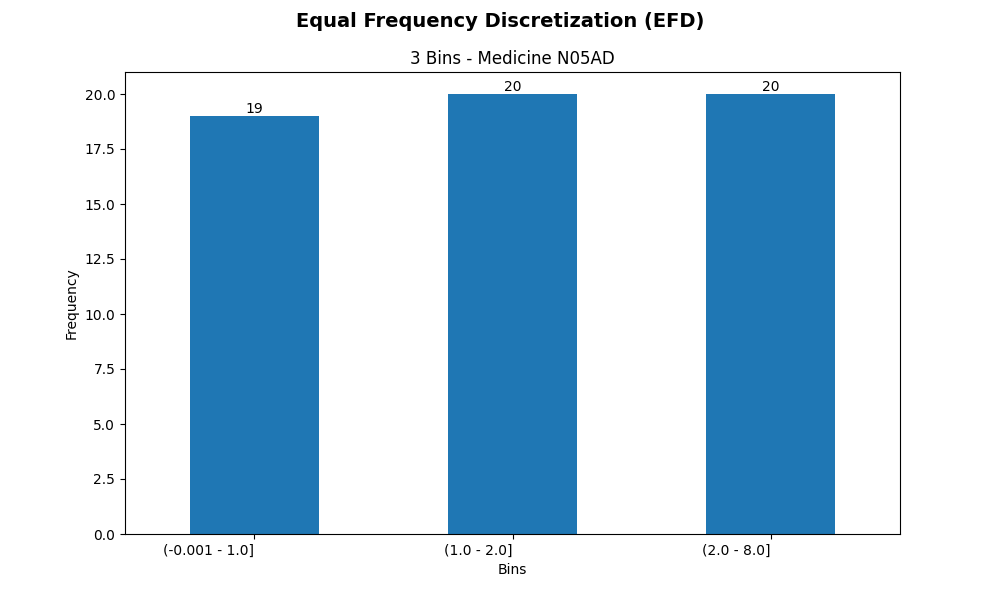 Equal Frequency Discretization (EFD)
3 Bins - Medicine N05AD
20.0
17.5
15.0
12.5
10.0
7.5
5.0
2.5
0.0
Frequency
19
20
20
(-0.001 - 1.0]
(1.0 - 2.0]
(2.0 - 8.0]
Bins